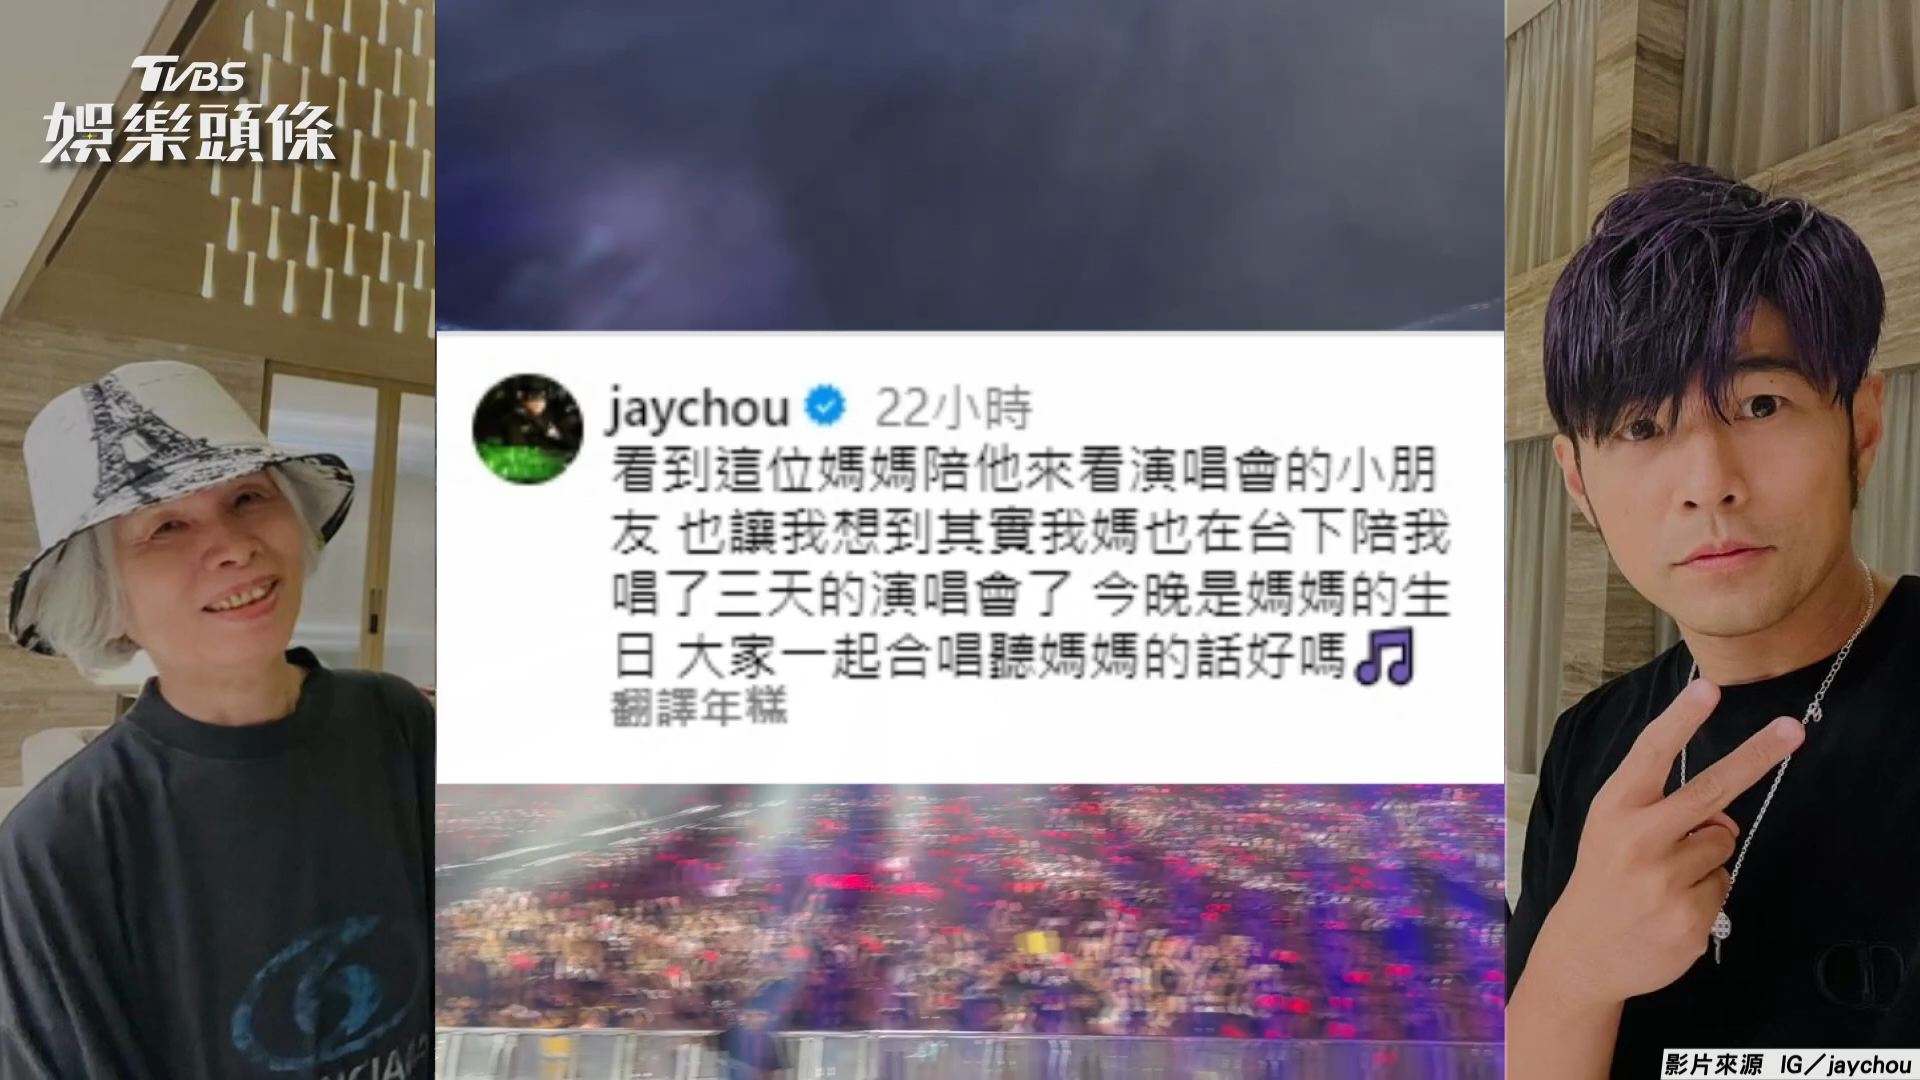 TVBS
娛樂頭條
jaychou 22小時
看到這位媽媽陪他來看演唱會的小朋
友 也讓我想到其實我媽也在台下陪我
唱了三天的演唱會了 今晚是媽媽的生
日 大家一起合唱聽媽媽的話好嗎🎵
翻譯年糕
影片來源 IG／jaychou